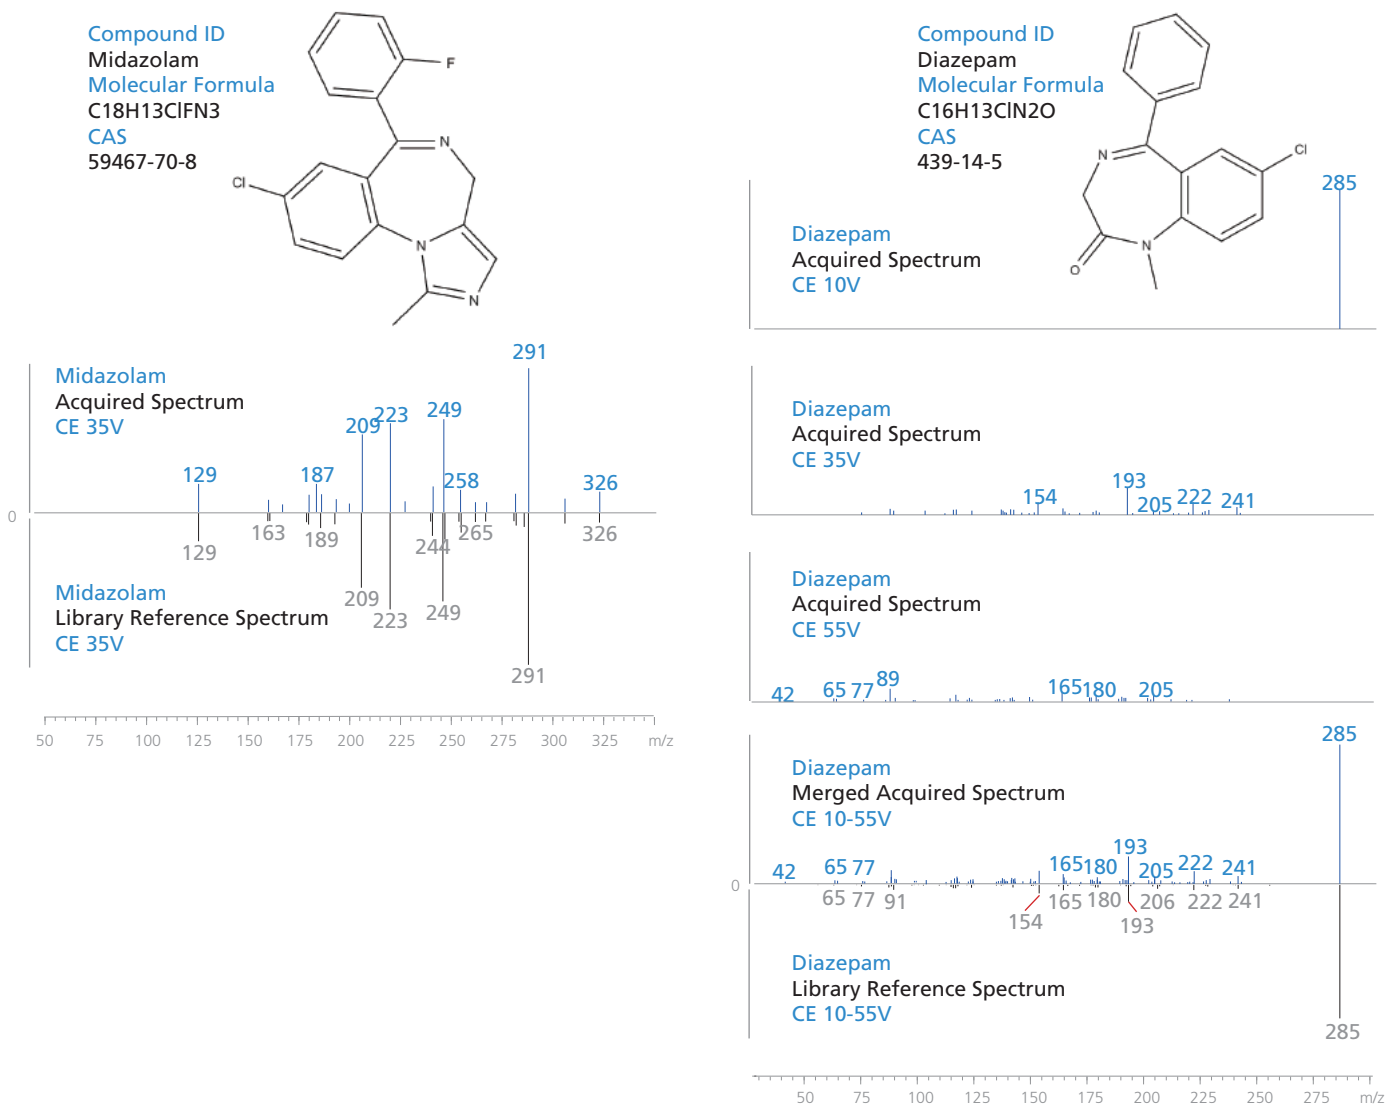 Compound ID
Midazolam
Molecular Formula
C18H13ClFN3
CAS
59467-70-8
F
N
Cl
N
N
Midazolam
Acquired Spectrum
CE 35V
291
209
223
249
129
187
258
326
0
129
163
189
244
265
326
209
223
249
291
Midazolam
Library Reference Spectrum
CE 35V
50 75 100 125 150 175 200 225 250 275 300 325 m/z
Compound ID
Diazepam
Molecular Formula
C16H13ClN2O
CAS
439-14-5
N
Cl
N
O
285
Diazepam
Acquired Spectrum
CE 10V
Diazepam
Acquired Spectrum
CE 35V
154 193 205 222 241
Diazepam
Acquired Spectrum
CE 55V
42 65 77 89 165 180 205
Diazepam
Merged Acquired Spectrum
CE 10-55V
285
42 65 77 165 180 193 205 222 241
0
65 77 91 154 165 180 193 206 222 241
Diazepam
Library Reference Spectrum
CE 10-55V
285
50 75 100 125 150 175 200 225 250 275 m/z